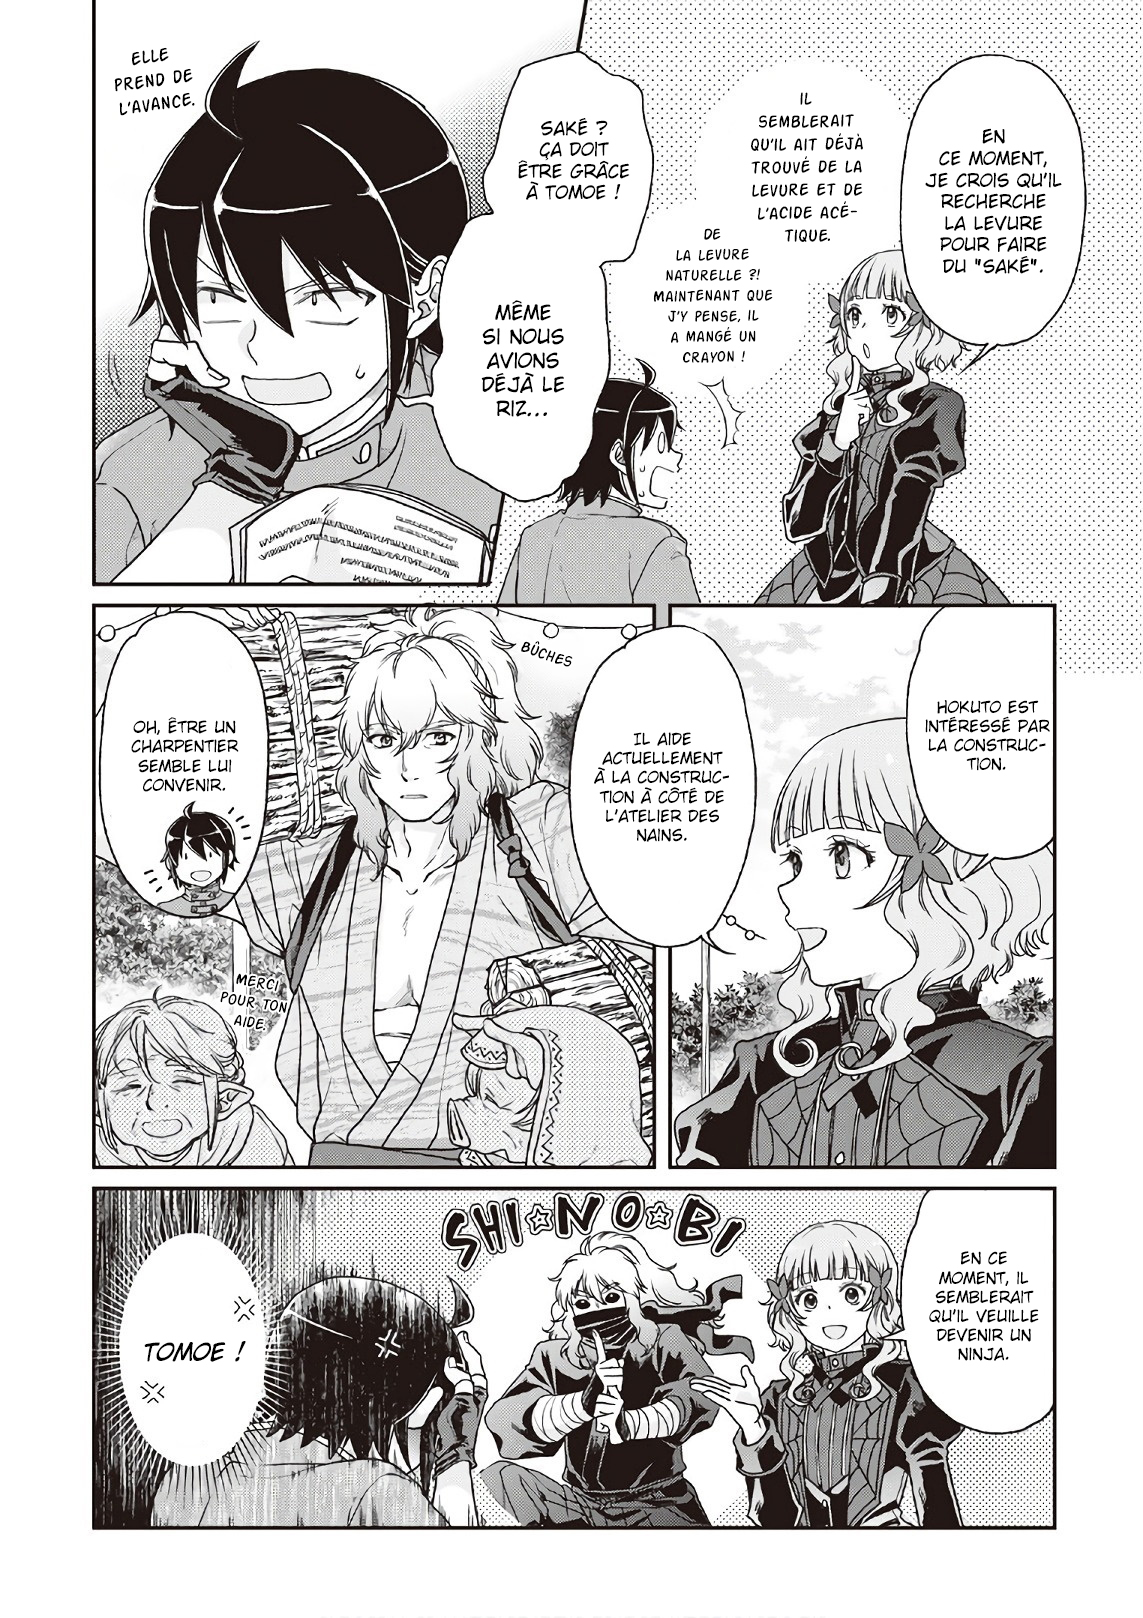 EN
CE MOMENT,
JE CROIS QU'IL
RECHERCHE
LA LEVURE
POUR FAIRE
DU "SAKÉ".
IL
SEMBLERAIT
QU'IL AIT DÉJÀ
TROUVÉ DE LA
LEVURE ET DE
L'ACIDE ACÉ-
TIQUE.
DE
LA LEVURE
NATURELLE ?!
MAINTENANT QUE
J'Y PENSE, IL
A MANGÉ UN
CRAYON !
SAKÉ ?
ÇA DOIT
ÊTRE GRÂCE
À TOMOE !
MÊME
SI NOUS
AVIONS
DÉJÀ LE
RIZ...
ELLE
PREND DE
L'AVANCE.
HOKUTO EST
INTÉRESSÉ PAR
LA CONSTRUC-
TION.
IL AIDE
ACTUELLEMENT
À LA CONSTRUC-
TION À CÔTÉ DE
L'ATELIER DES
NAINS.
BÛCHES
OH, ÊTRE UN
CHARPENTIER
SEMBLE LUI
CONVENIR.
MERCI
POUR TON
AIDE.
EN CE
MOMENT, IL
SEMBLERAIT
QU'IL VEUILLE
DEVENIR UN
NINJA.
SHI☆NO☆BI
TOMOE !